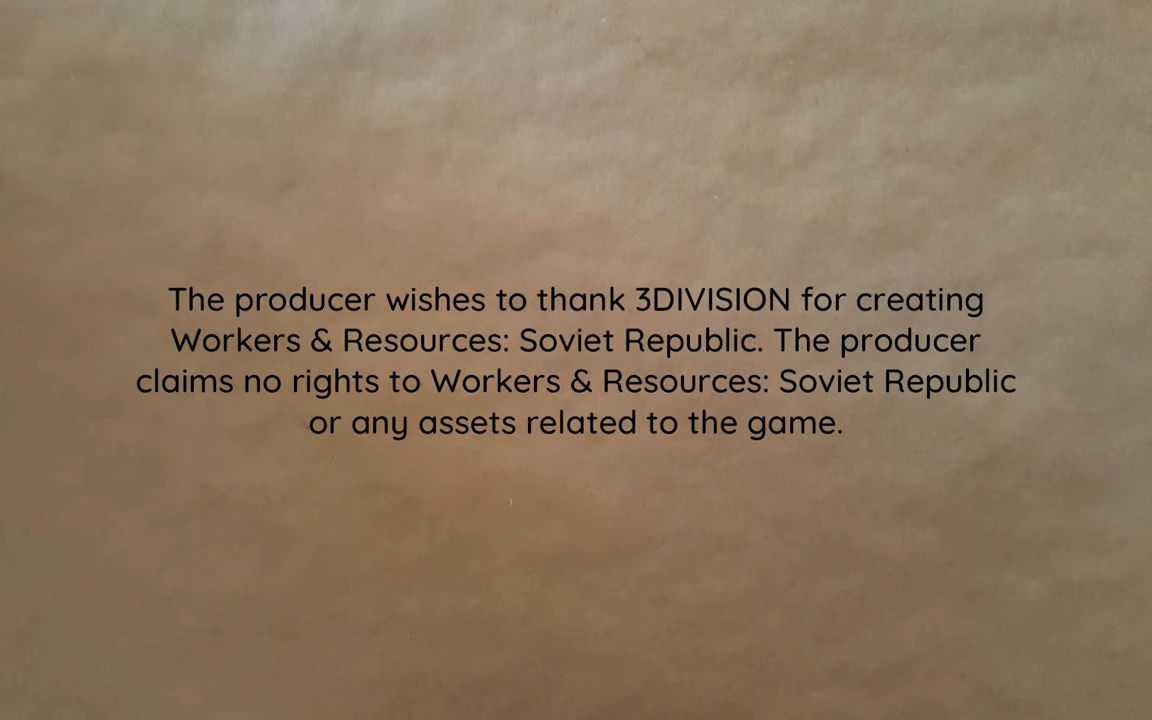 The producer wishes to thank 3DIVISION for creating
Workers & Resources: Soviet Republic. The producer
claims no rights to Workers & Resources: Soviet Republic
or any assets related to the game.